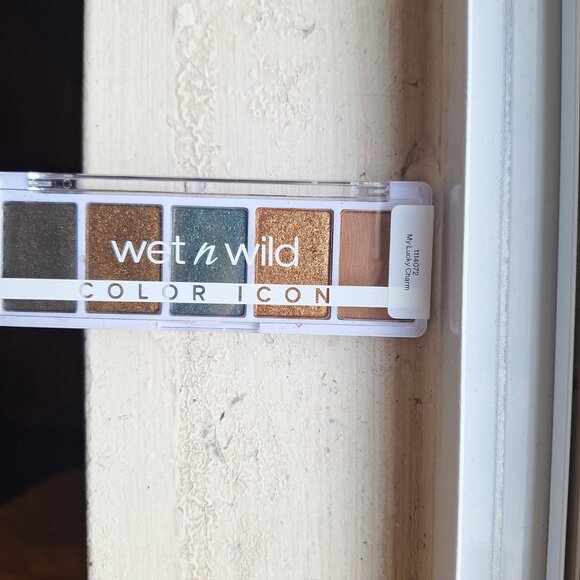 wet n wild
COLOR ICON
1114072
My Lucky Charm